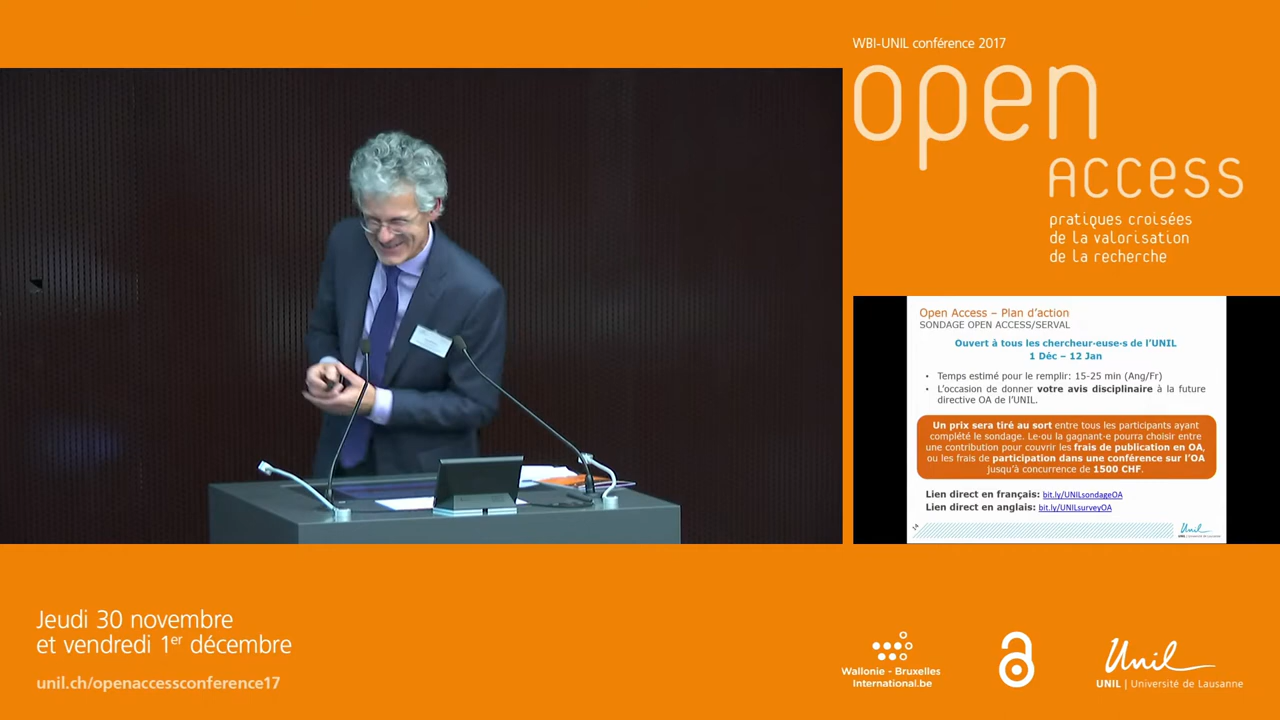 WBI-UNIL conférence 2017
open
access
pratiques croisées
de la valorisation
de la recherche
Open Access – Plan d'action
SONDAGE OPEN ACCESS/SERVAL
Ouvert à tous les chercheur·euse·s de l'UNIL
1 Déc – 12 Jan
• Temps estimé pour le remplir: 15-25 min (Ang/Fr)
• L'occasion de donner votre avis disciplinaire à la future
directive OA de l'UNIL.
Un prix sera tiré au sort entre tous les participants ayant
complété le sondage. Le·ou la gagnant·e pourra choisir entre
une contribution pour couvrir les frais de publication en OA,
ou les frais de participation dans une conférence sur l'OA
jusqu'à concurrence de 1500 CHF.
Lien direct en français: bit.ly/UNILsondageOA
Lien direct en anglais: bit.ly/UNILsurveyOA
14
Unil
UNIL | Université de Lausanne
Jeudi 30 novembre
et vendredi 1er décembre
unil.ch/openaccessconference17
Wallonie - Bruxelles
International.be
Unil
UNIL | Université de Lausanne